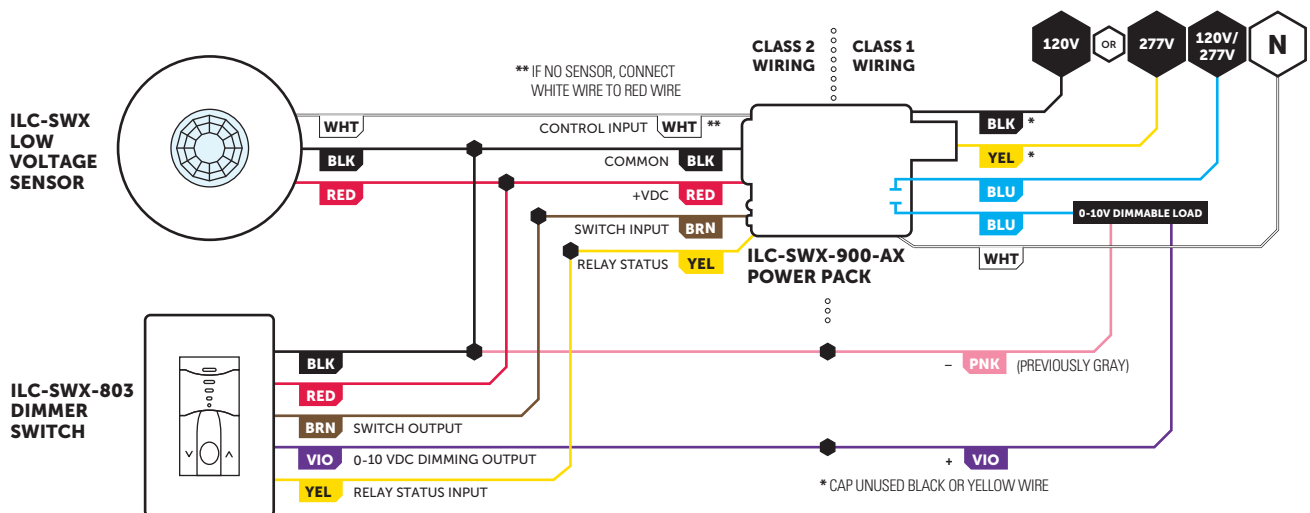 120V
OR
277V
120V/
277V
N
CLASS 2
WIRING
CLASS 1
WIRING
** IF NO SENSOR, CONNECT
WHITE WIRE TO RED WIRE
ILC-SWX
LOW
VOLTAGE
SENSOR
WHT
CONTROL INPUT WHT **
BLK *
BLK
COMMON BLK
YEL *
RED
+VDC RED
BLU
SWITCH INPUT BRN
BLU
0-10V DIMMABLE LOAD
RELAY STATUS YEL
ILC-SWX-900-AX
POWER PACK
WHT
ILC-SWX-803
DIMMER
SWITCH
BLK
– PNK (PREVIOUSLY GRAY)
RED
BRN SWITCH OUTPUT
VIO 0-10 VDC DIMMING OUTPUT
+ VIO
YEL RELAY STATUS INPUT
* CAP UNUSED BLACK OR YELLOW WIRE